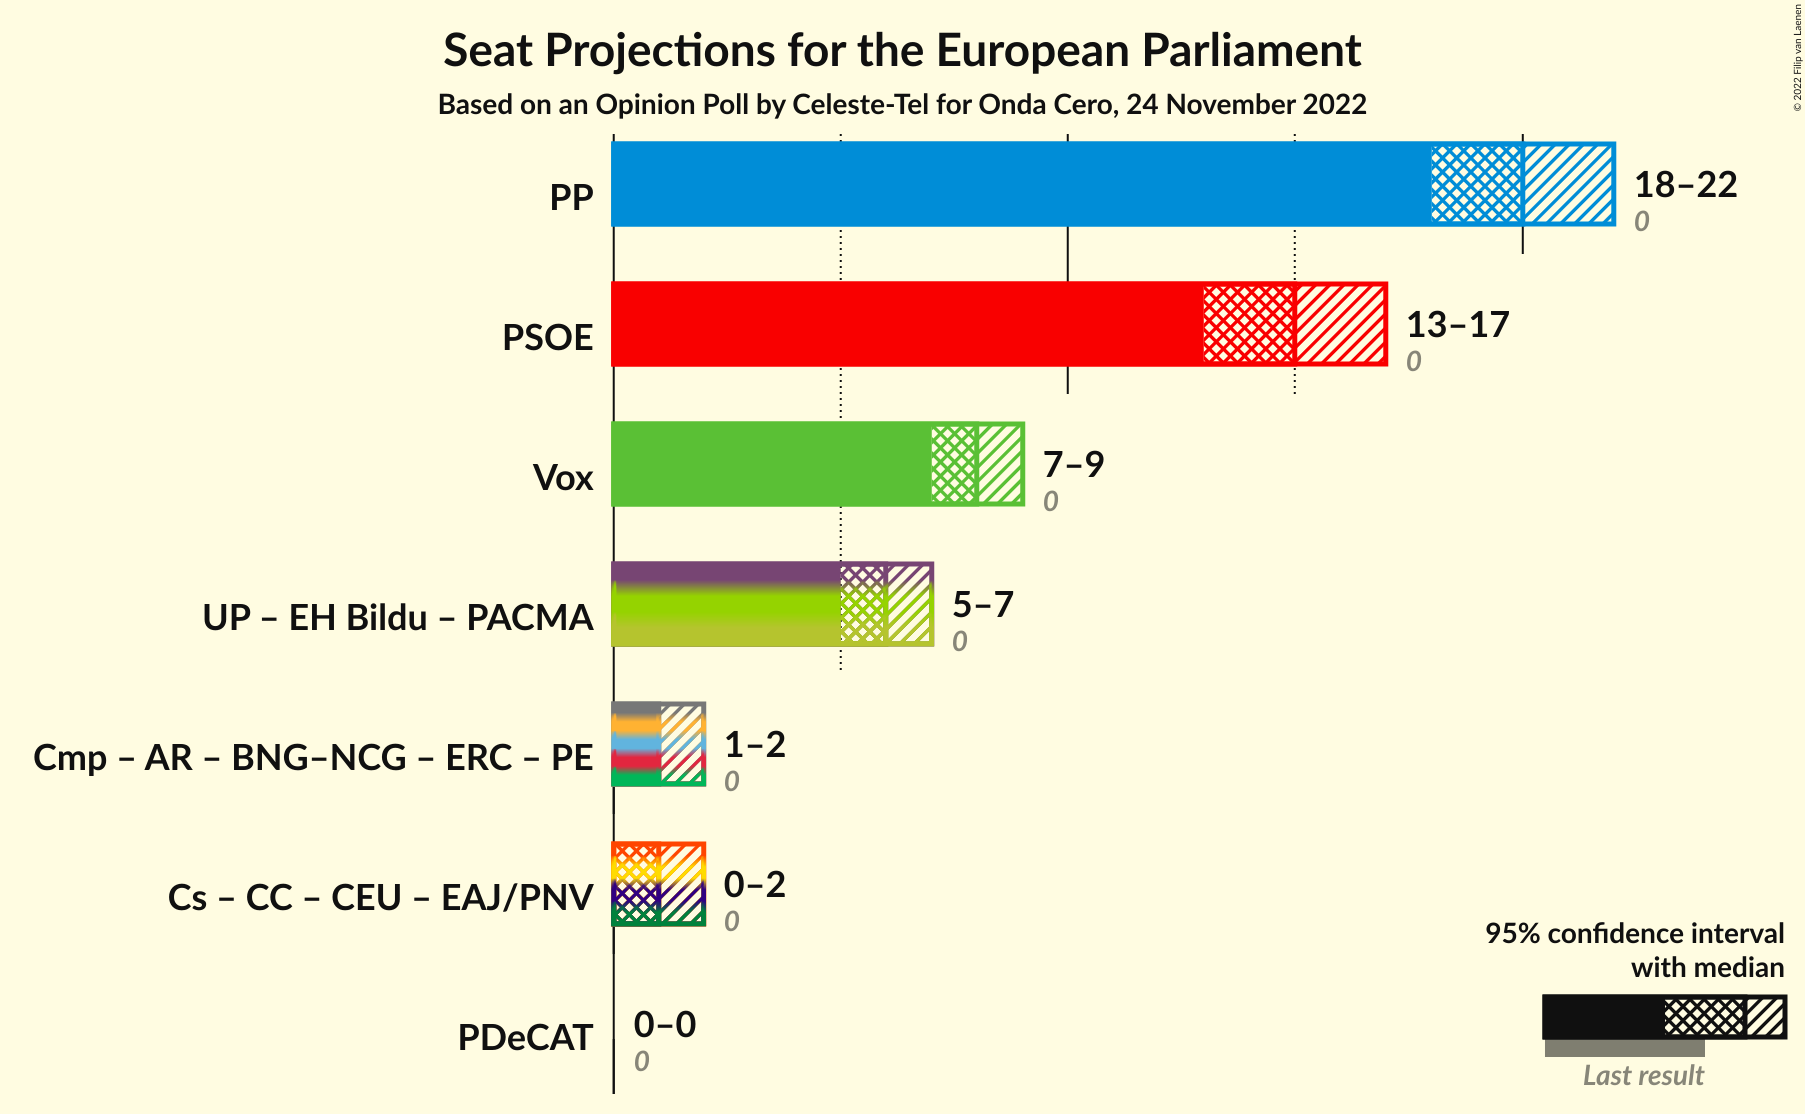 Seat Projections for the European Parliament
Based on an Opinion Poll by Celeste-Tel for Onda Cero, 24 November 2022
© 2022 Filip van Laenen
PP
18–22
0
PSOE
13–17
0
Vox
7–9
0
UP – EH Bildu – PACMA
5–7
0
Cmp – AR – BNG–NCG – ERC – PE
1–2
0
Cs – CC – CEU – EAJ/PNV
0–2
0
PDeCAT
0–0
0
95% confidence interval
with median
Last result